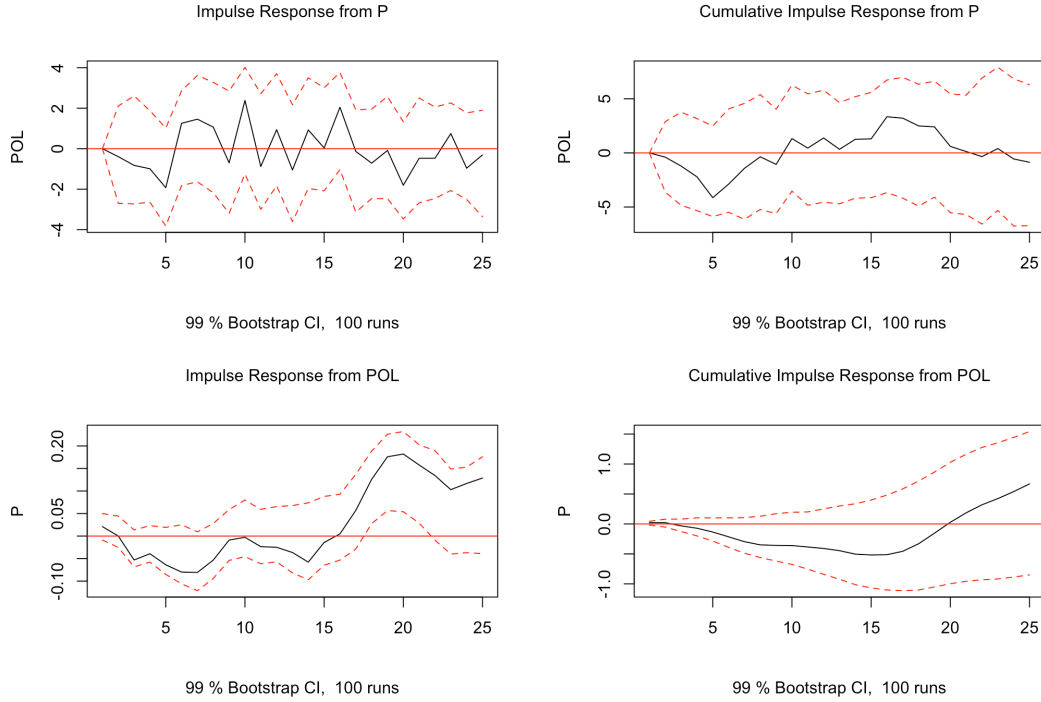 Impulse Response from P
Cumulative Impulse Response from P
POL
4
2
0
-2
-4
5
10
15
20
25
POL
5
0
-5
5
10
15
20
25
99 % Bootstrap CI,  100 runs
99 % Bootstrap CI,  100 runs
Impulse Response from POL
Cumulative Impulse Response from POL
P
0.20
0.05
-0.10
5
10
15
20
25
P
1.0
0.0
-1.0
5
10
15
20
25
99 % Bootstrap CI,  100 runs
99 % Bootstrap CI,  100 runs